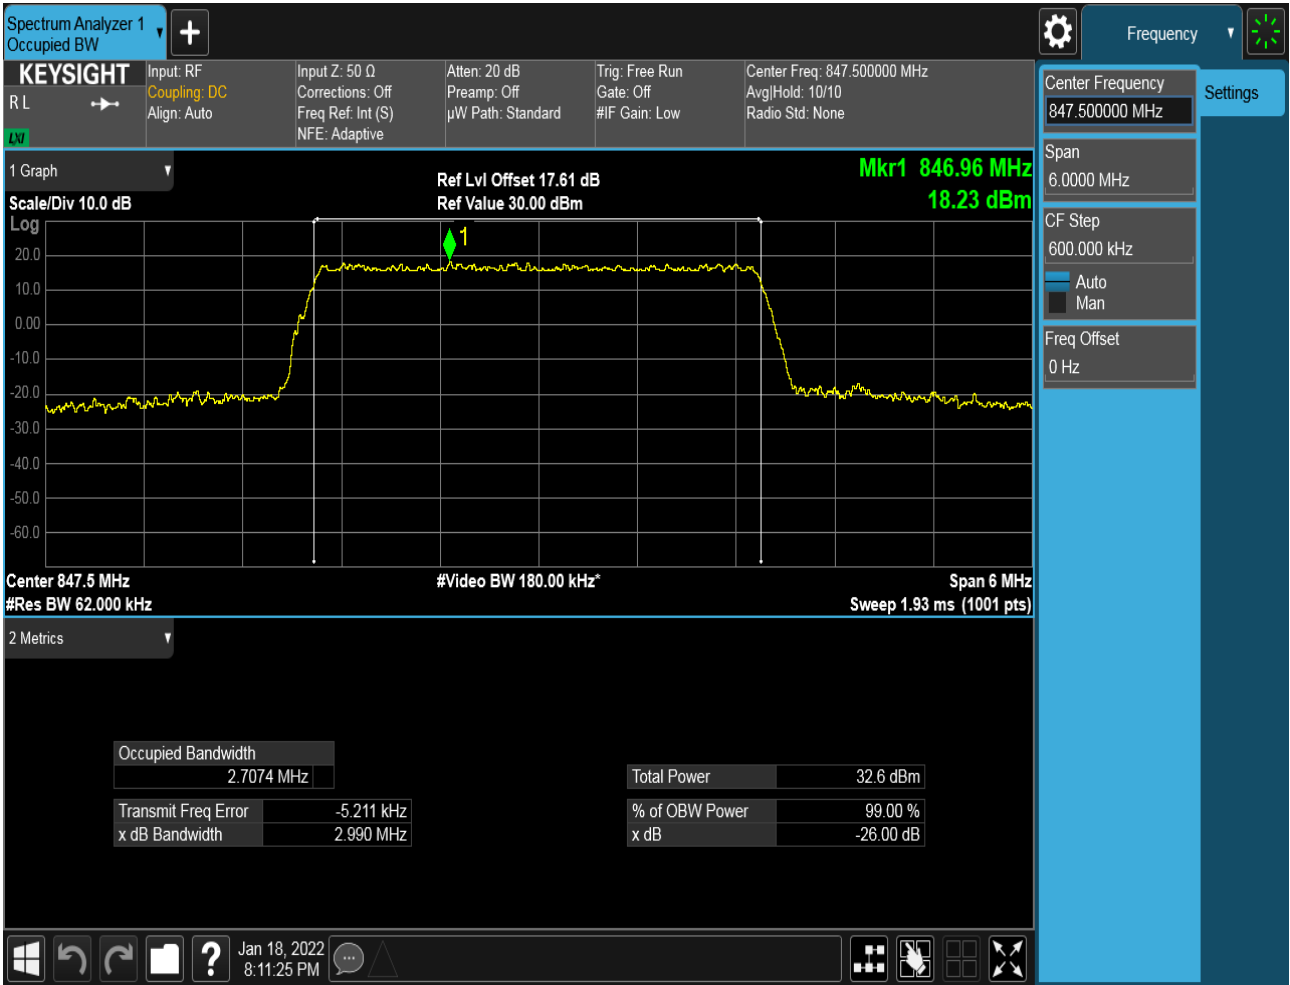 Spectrum Analyzer 1
Occupied BW
+
Frequency
KEYSIGHT
R L
LXI
Input: RF
Coupling: DC
Align: Auto
Input Z: 50 Ω
Corrections: Off
Freq Ref: Int (S)
NFE: Adaptive
Atten: 20 dB
Preamp: Off
µW Path: Standard
Trig: Free Run
Gate: Off
#IF Gain: Low
Center Freq: 847.500000 MHz
Avg|Hold: 10/10
Radio Std: None
Center Frequency
847.500000 MHz
Settings
Span
6.0000 MHz
CF Step
600.000 kHz
Auto
Man
Freq Offset
0 Hz
1 Graph
Scale/Div 10.0 dB
Log
Ref Lvl Offset 17.61 dB
Ref Value 30.00 dBm
Mkr1 846.96 MHz
18.23 dBm
1
20.0
10.0
0.00
-10.0
-20.0
-30.0
-40.0
-50.0
-60.0
Center 847.5 MHz
#Video BW 180.00 kHz*
Span 6 MHz
#Res BW 62.000 kHz
Sweep 1.93 ms (1001 pts)
2 Metrics
Occupied Bandwidth
2.7074 MHz
Transmit Freq Error -5.211 kHz
x dB Bandwidth 2.990 MHz
Total Power 32.6 dBm
% of OBW Power 99.00 %
x dB -26.00 dB
?
Jan 18, 2022
8:11:25 PM